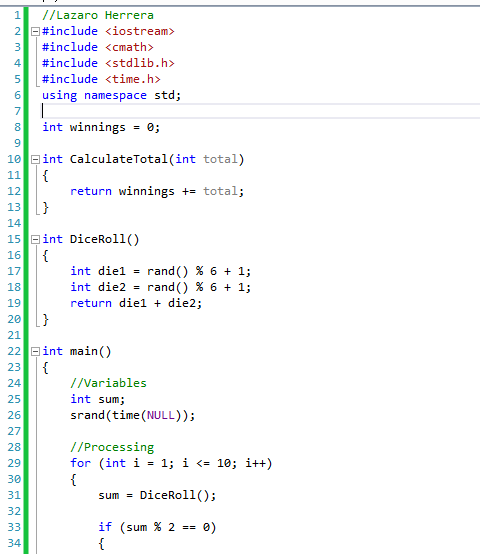 1 //Lazaro Herrera
2 #include <iostream>
3 #include <cmath>
4 #include <stdlib.h>
5 #include <time.h>
6 using namespace std;
7
8 int winnings = 0;
9
10 int CalculateTotal(int total)
11 {
12 return winnings += total;
13 }
14
15 int DiceRoll()
16 {
17 int die1 = rand() % 6 + 1;
18 int die2 = rand() % 6 + 1;
19 return die1 + die2;
20 }
21
22 int main()
23 {
24 //Variables
25 int sum;
26 srand(time(NULL));
27
28 //Processing
29 for (int i = 1; i <= 10; i++)
30 {
31 sum = DiceRoll();
32
33 if (sum % 2 == 0)
34 {